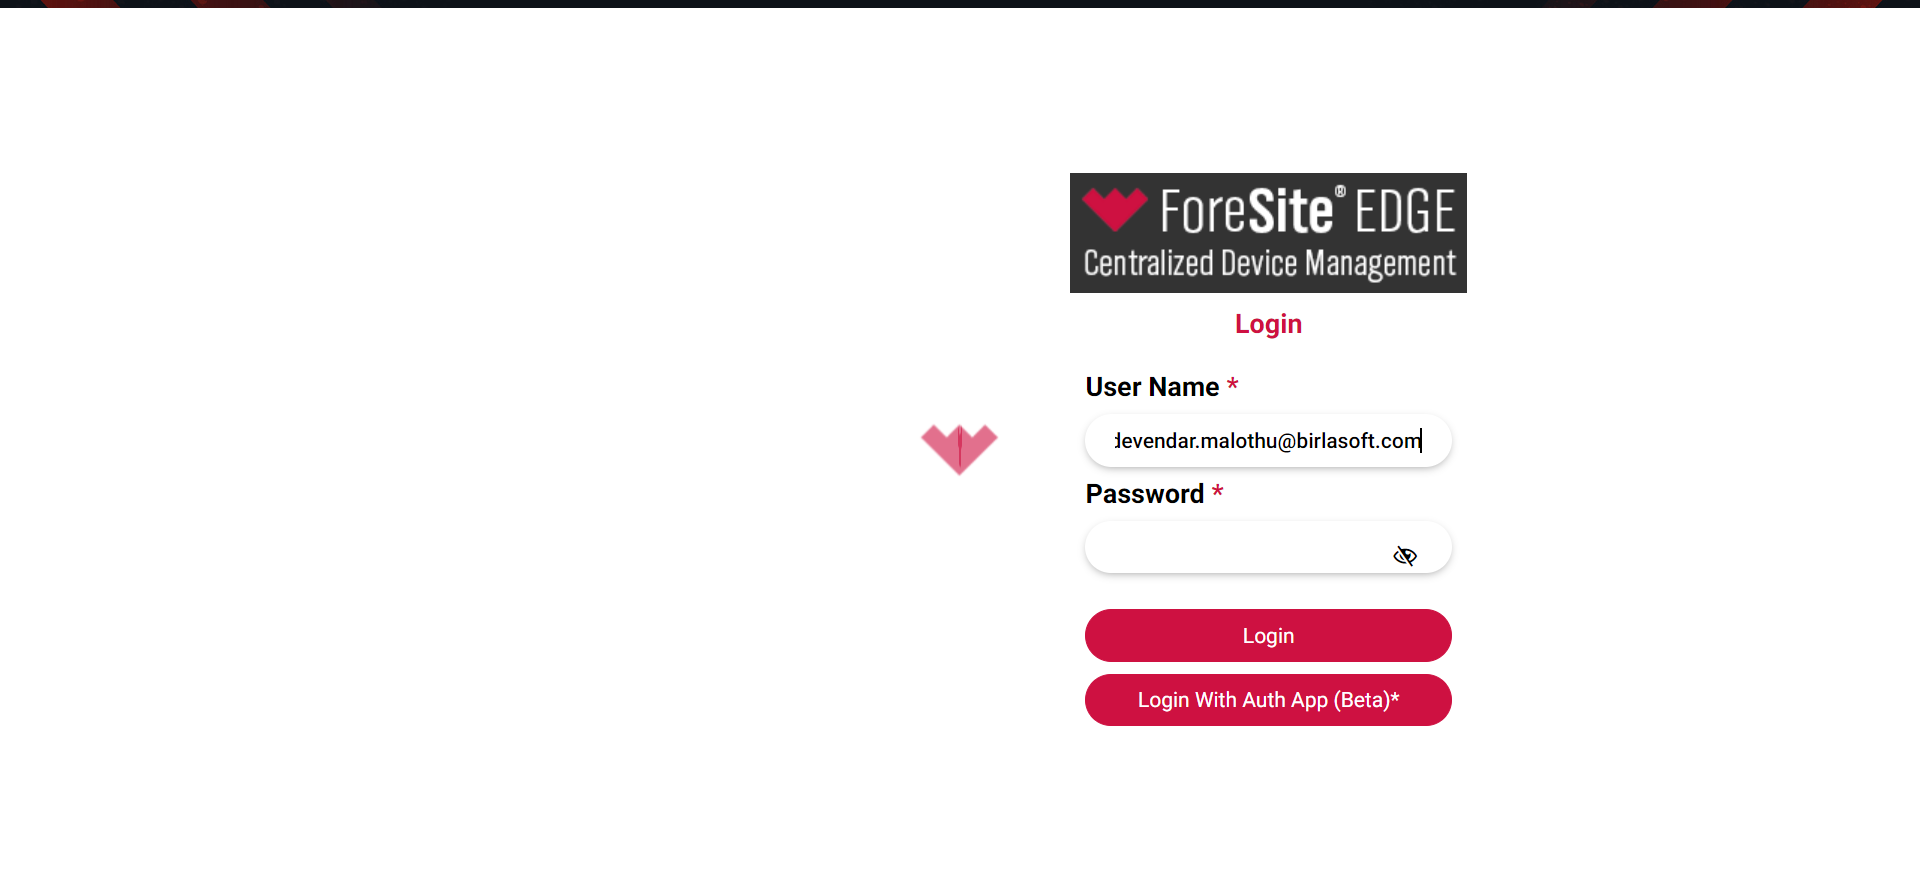 ForeSite® EDGE
Centralized Device Management
Login
User Name *
devendar.malothu@birlasoft.com
Password *
Login
Login With Auth App (Beta)*